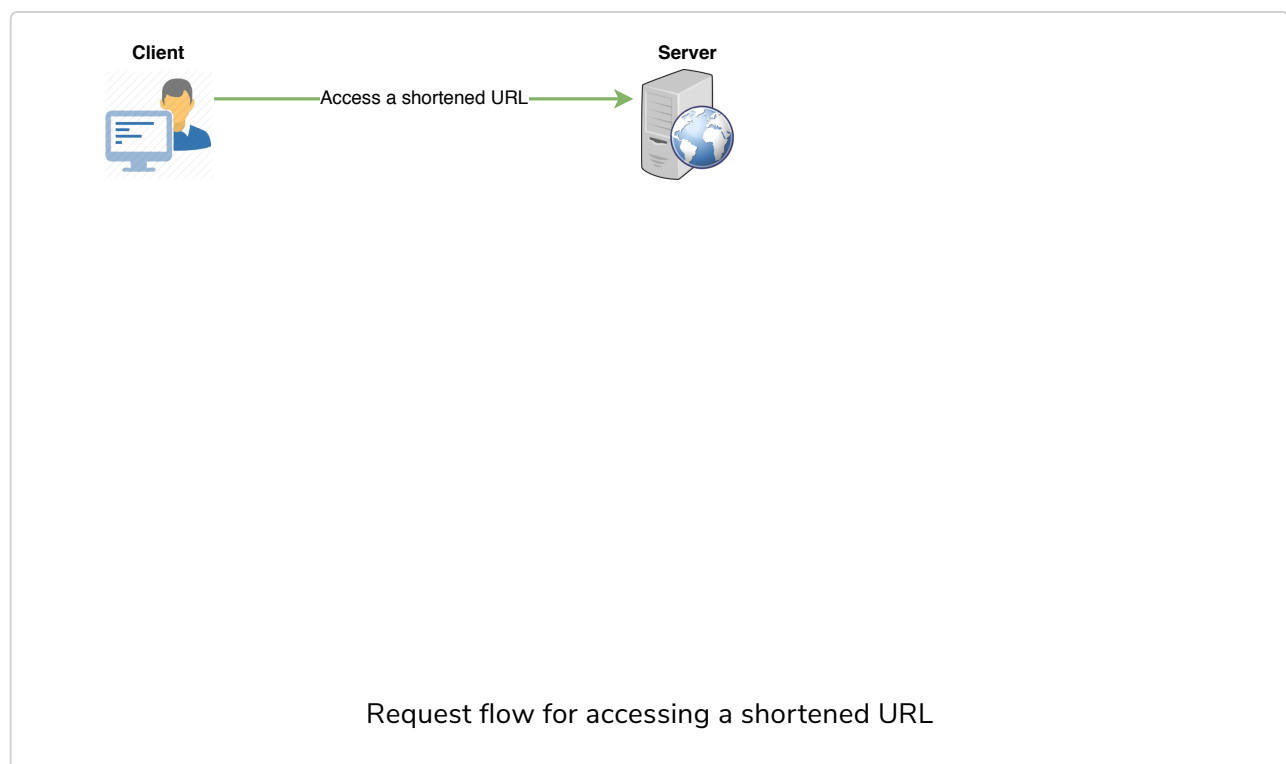 Client
Server
Access a shortened URL
Request flow for accessing a shortened URL